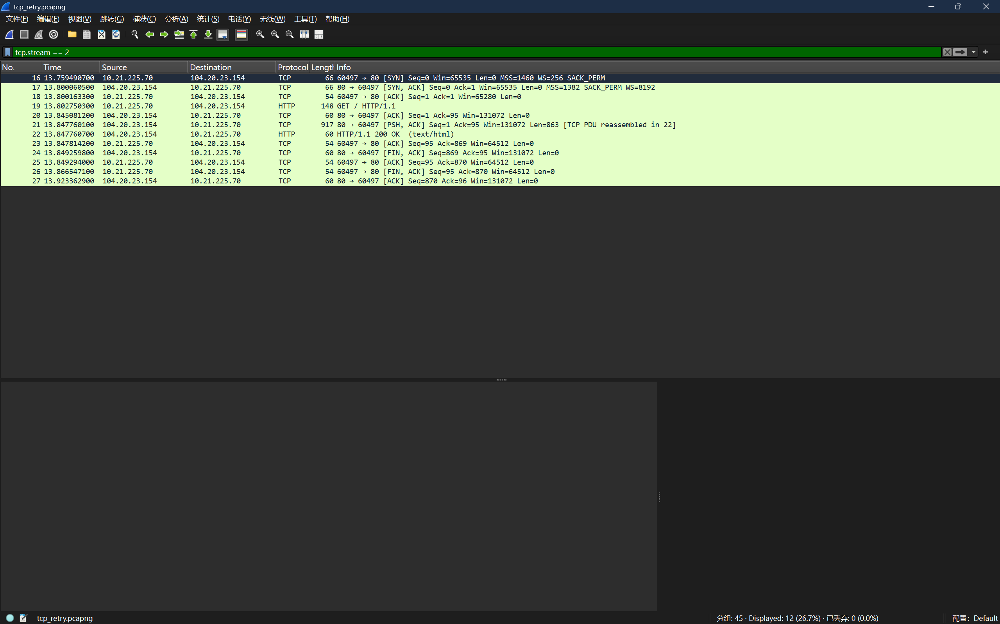 tcp_retry.pcapng
文件(F) 编辑(E) 视图(V) 跳转(G) 捕获(C) 分析(A) 统计(S) 电话(Y) 无线(W) 工具(T) 帮助(H)
tcp.stream == 2
No. Time Source Destination Protocol Length Info
16 13.759490700 10.21.225.70 104.20.23.154 TCP 66 60497 → 80 [SYN] Seq=0 Win=65535 Len=0 MSS=1460 WS=256 SACK_PERM
17 13.800060500 104.20.23.154 10.21.225.70 TCP 66 80 → 60497 [SYN, ACK] Seq=0 Ack=1 Win=65535 Len=0 MSS=1382 SACK_PERM WS=8192
18 13.800163300 10.21.225.70 104.20.23.154 TCP 54 60497 → 80 [ACK] Seq=1 Ack=1 Win=65280 Len=0
19 13.802750300 10.21.225.70 104.20.23.154 HTTP 148 GET / HTTP/1.1
20 13.845081200 104.20.23.154 10.21.225.70 TCP 60 80 → 60497 [ACK] Seq=1 Ack=95 Win=131072 Len=0
21 13.847760100 104.20.23.154 10.21.225.70 TCP 917 80 → 60497 [PSH, ACK] Seq=1 Ack=95 Win=131072 Len=863 [TCP PDU reassembled in 22]
22 13.847760700 104.20.23.154 10.21.225.70 HTTP 60 HTTP/1.1 200 OK (text/html)
23 13.847814200 10.21.225.70 104.20.23.154 TCP 54 60497 → 80 [ACK] Seq=95 Ack=869 Win=64512 Len=0
24 13.849259800 104.20.23.154 10.21.225.70 TCP 60 80 → 60497 [FIN, ACK] Seq=869 Ack=95 Win=131072 Len=0
25 13.849294000 10.21.225.70 104.20.23.154 TCP 54 60497 → 80 [ACK] Seq=95 Ack=870 Win=64512 Len=0
26 13.866547100 10.21.225.70 104.20.23.154 TCP 54 60497 → 80 [FIN, ACK] Seq=95 Ack=870 Win=64512 Len=0
27 13.923362900 104.20.23.154 10.21.225.70 TCP 60 80 → 60497 [ACK] Seq=870 Ack=96 Win=131072 Len=0
tcp_retry.pcapng 分组: 45 · Displayed: 12 (26.7%) · 已丢弃: 0 (0.0%) 配置: Default